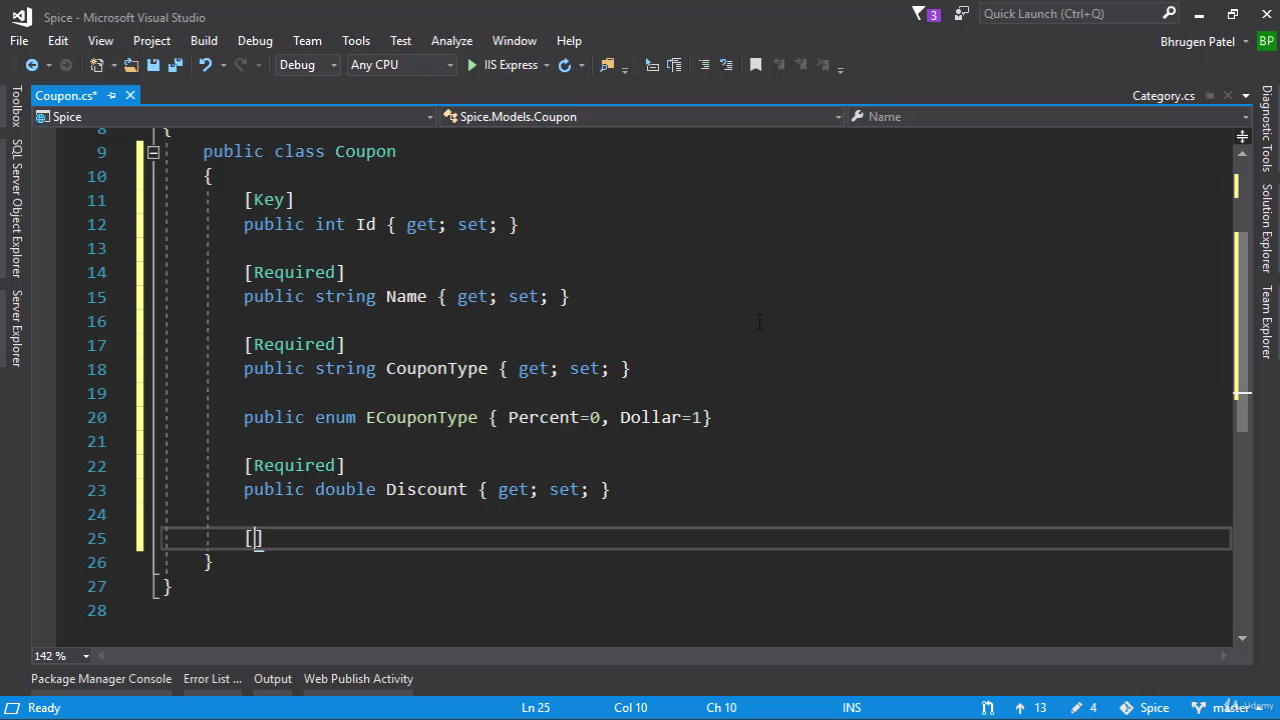 Spice - Microsoft Visual Studio
3
Quick Launch (Ctrl+Q)
File Edit View Project Build Debug Team Tools Test Analyze Window Help
Bhrugen Patel BP
Debug Any CPU IIS Express
Coupon.cs* Category.cs
Spice Spice.Models.Coupon Name
Toolbox
SQL Server Object Explorer
Server Explorer
Diagnostic Tools
Solution Explorer
Team Explorer
8 {
9 public class Coupon
10 {
11 [Key]
12 public int Id { get; set; }
13
14 [Required]
15 public string Name { get; set; }
16
17 [Required]
18 public string CouponType { get; set; }
19
20 public enum ECouponType { Percent=0, Dollar=1}
21
22 [Required]
23 public double Discount { get; set; }
24
25 []
26 }
27 }
28
142 %
Package Manager Console Error List ... Output Web Publish Activity
Ready Ln 25 Col 10 Ch 10 INS 13 4 Spice master
Udemy